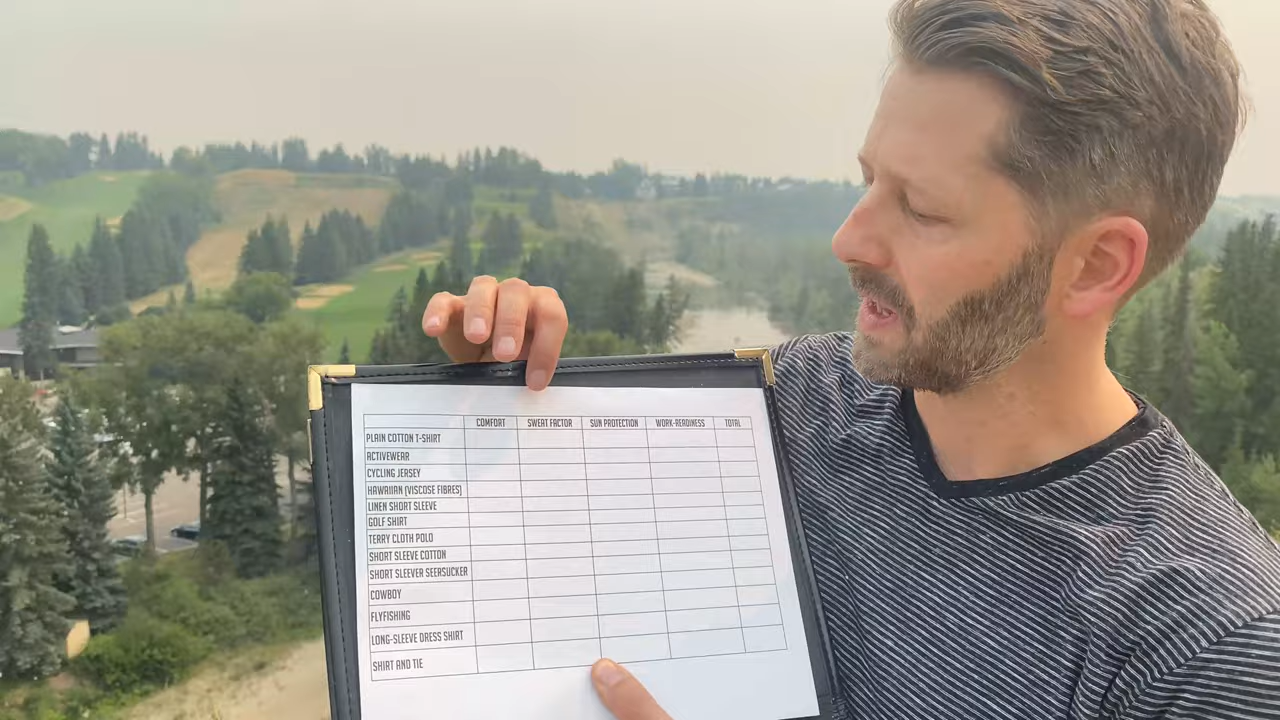 COMFORT SWEAT FACTOR SUN PROTECTION WORK-READINESS TOTAL
PLAIN COTTON T-SHIRT
ACTIVEWEAR
CYCLING JERSEY
HAWAIIAN (VISCOSE FIBRES)
LINEN SHORT SLEEVE
GOLF SHIRT
TERRY CLOTH POLO
SHORT SLEEVE COTTON
SHORT SLEEVER SEERSUCKER
COWBOY
FLYFISHING
LONG-SLEEVE DRESS SHIRT
SHIRT AND TIE